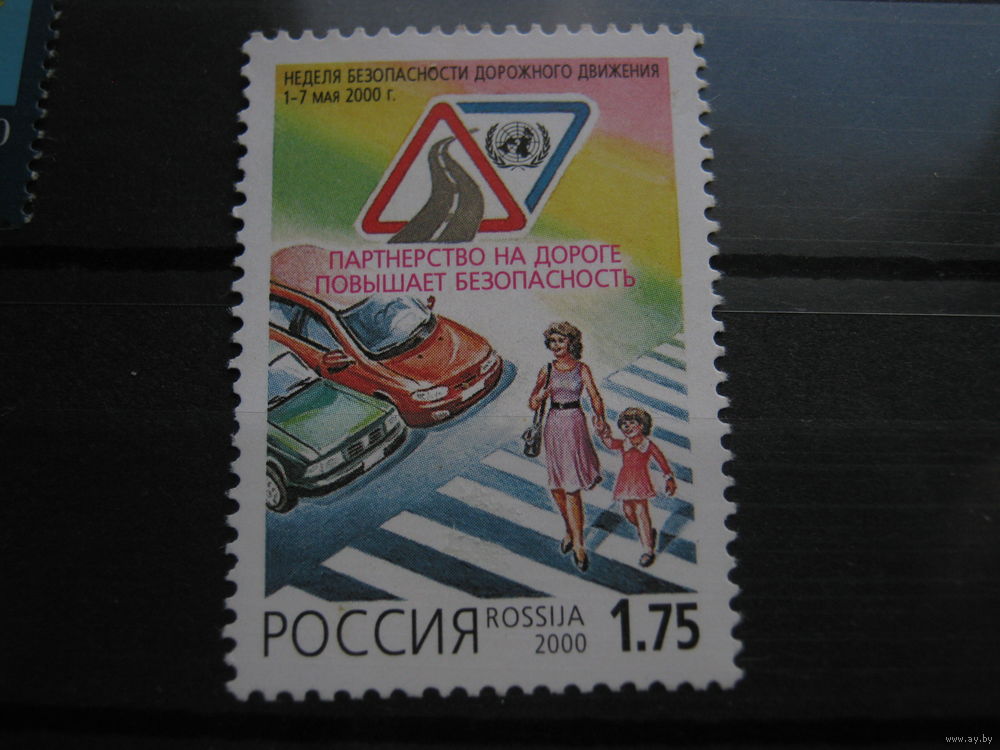 НЕДЕЛЯ БЕЗОПАСНОСТИ ДОРОЖНОГО ДВИЖЕНИЯ
1-7 МАЯ 2000 Г.
ПАРТНЕРСТВО НА ДОРОГЕ
ПОВЫШАЕТ БЕЗОПАСНОСТЬ
РОССИЯ
ROSSIJA
2000
1.75
0
www.ay.by